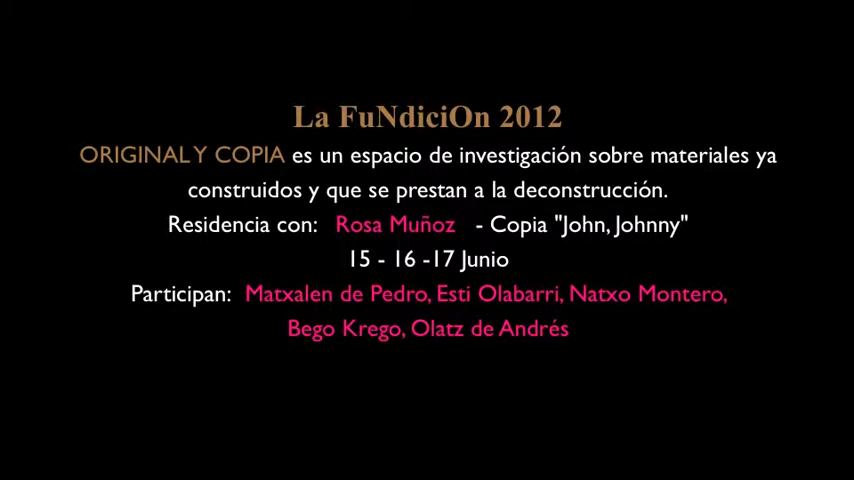 La FuNdiciOn 2012
ORIGINAL Y COPIA es un espacio de investigación sobre materiales ya
construidos y que se prestan a la deconstrucción.
Residencia con: Rosa Muñoz - Copia "John, Johnny"
15 - 16 -17 Junio
Participan: Matxalen de Pedro, Esti Olabarri, Natxo Montero,
Bego Krego, Olatz de Andrés